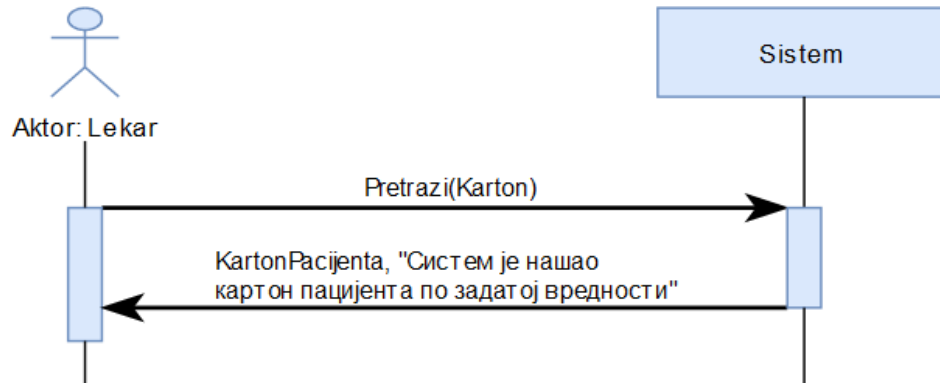 Sistem
Aktor: Lekar
Pretrazi(Karton)
KartonPacijenta, "Систем је нашао
картон пацијента по задатој вредности"